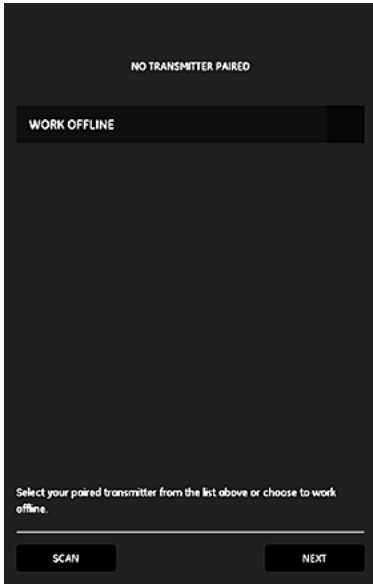 NO TRANSMITTER PAIRED
WORK OFFLINE
Select your paired transmitter from the list above or choose to work
offline.
SCAN
NEXT